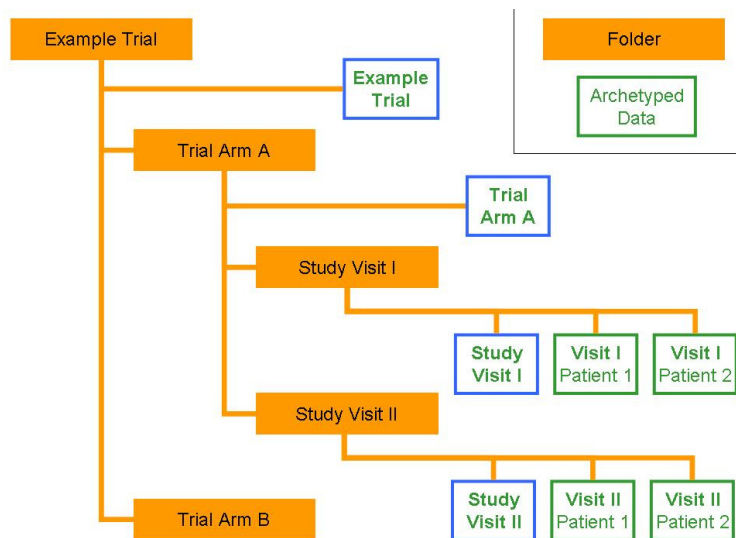 Example Trial
Folder
Example
Trial
Archetyped
Data
Trial Arm A
Trial
Arm A
Study Visit I
Study
Visit I
Visit I
Patient 1
Visit I
Patient 2
Study Visit II
Study
Visit II
Visit II
Patient 1
Visit II
Patient 2
Trial Arm B